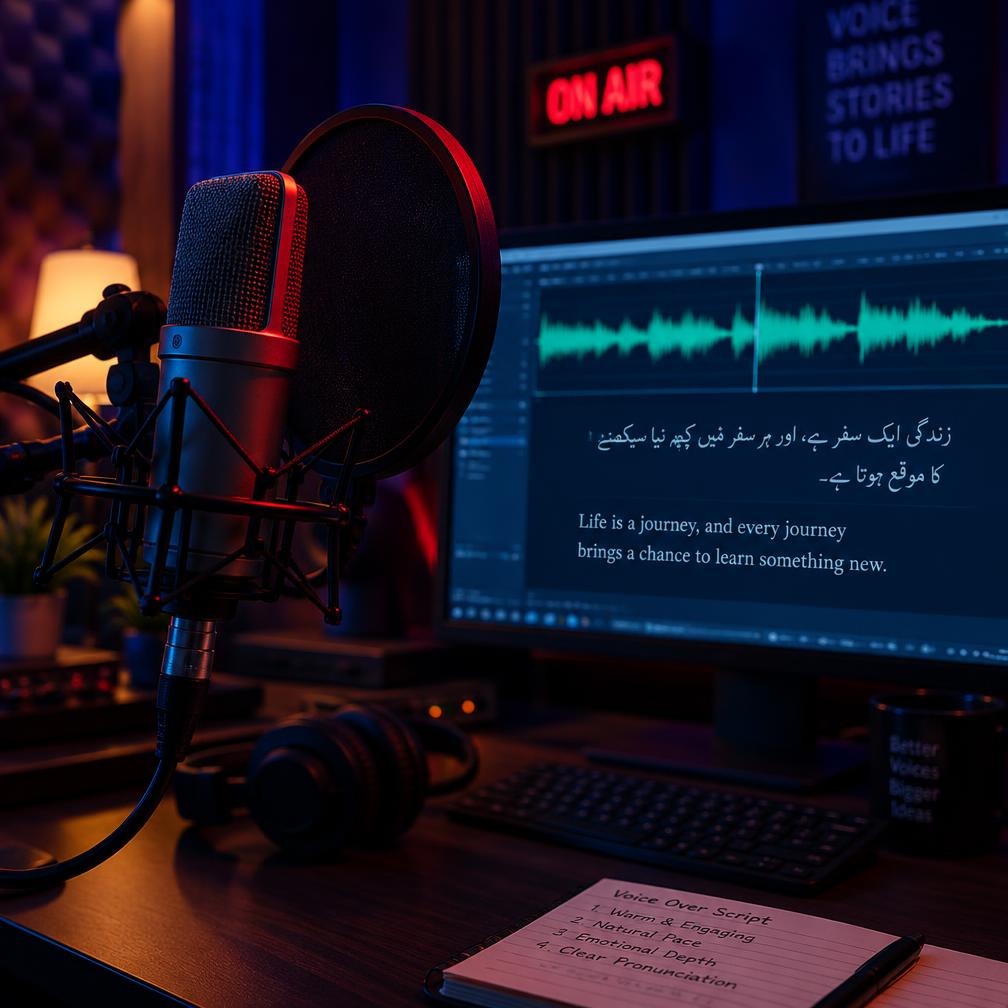 ON AIR
VOICE
BRINGS
STORIES
TO LIFE
زندگی ایک سفر ہے، اور ہر سفر میں کچھ نیا سیکھنے
کا موقع ہوتا ہے۔
Life is a journey, and every journey
brings a chance to learn something new.
Better
Voices
Bigger
Ideas
Voice Over Script
1. Warm & Engaging
2. Natural Pace
3 Emotional Depth
4. Clear Pronunciation